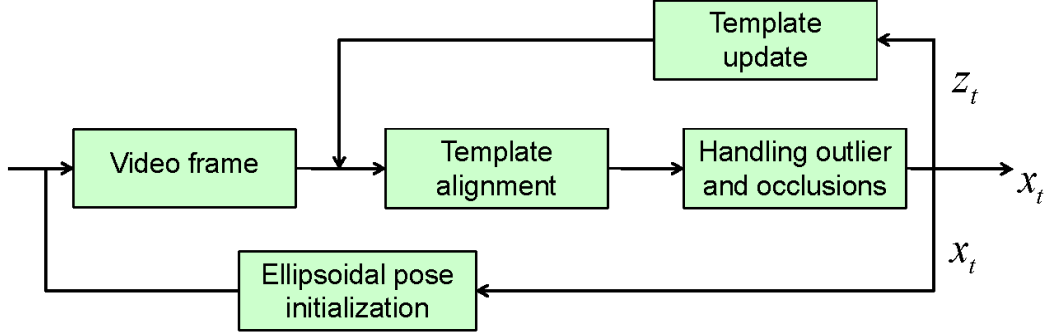 Template
update
z_t
Video frame
Template
alignment
Handling outlier
and occlusions
x_t
Ellipsoidal pose
initialization
x_t